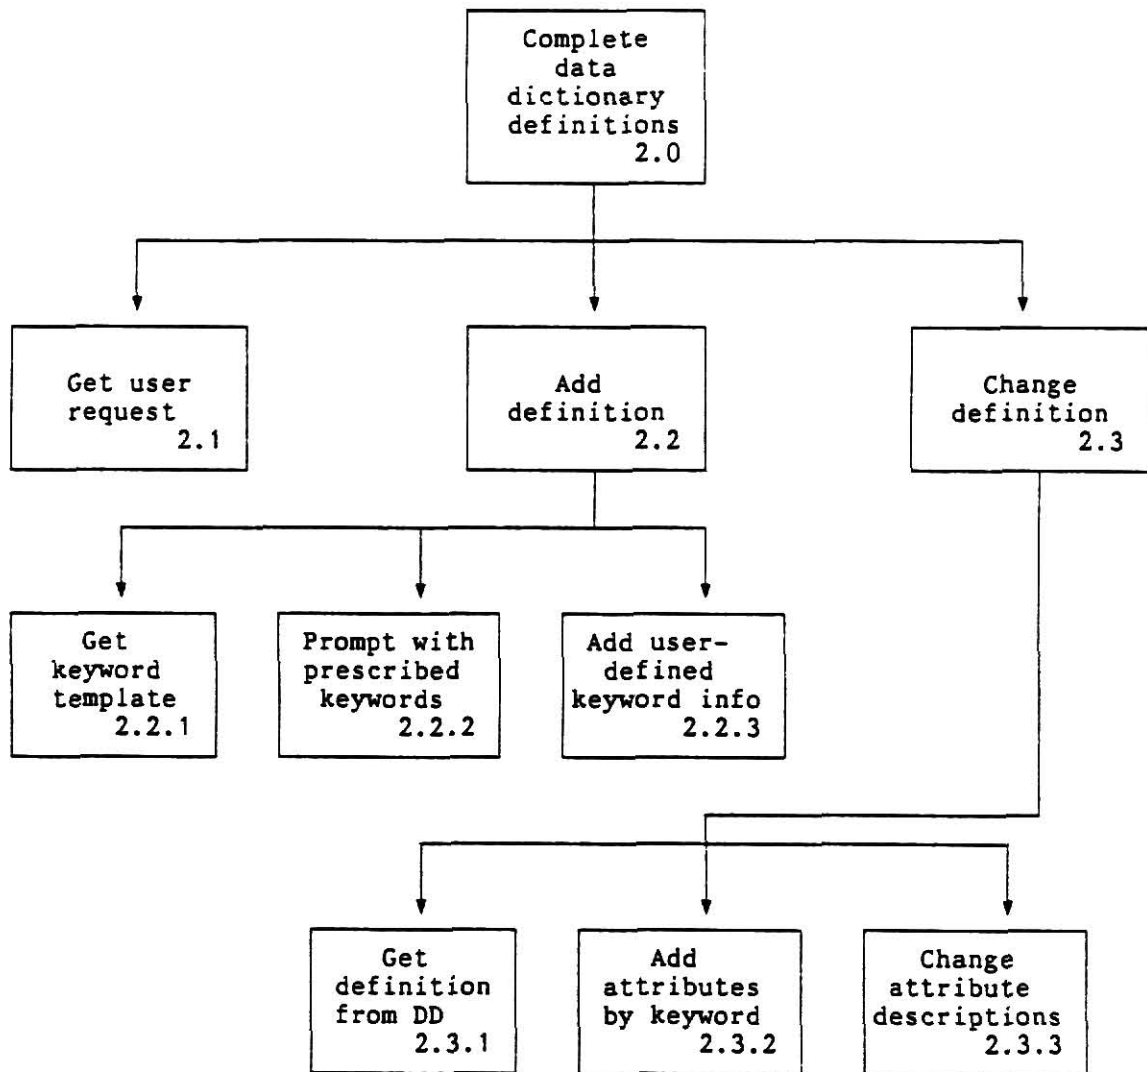 Complete
data
dictionary
definitions
2.0
Get user
request
2.1
Add
definition
2.2
Change
definition
2.3
Get
keyword
template
2.2.1
Prompt with
prescribed
keywords
2.2.2
Add user-
defined
keyword info
2.2.3
Get
definition
from DD
2.3.1
Add
attributes
by keyword
2.3.2
Change
attribute
descriptions
2.3.3